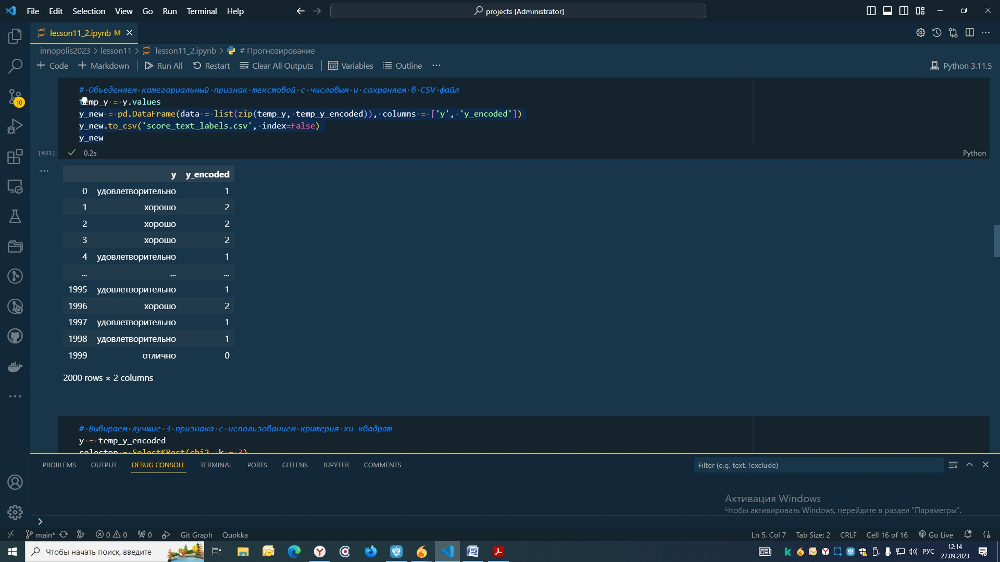 File Edit Selection View Go Run Terminal Help
projects [Administrator]
lesson11_2.ipynb M
innopolis2023 > lesson11 > lesson11_2.ipynb > # Прогнозирование
+ Code + Markdown Run All Restart Clear All Outputs Variables Outline ...
Python 3.11.5
# Объеденяем категориальный признак текстовой с числовым и сохраняем в CSV файл
temp_y = y.values
y_new = pd.DataFrame(data = list(zip(temp_y, temp_y_encoded)), columns = ['y', 'y_encoded'])
y_new.to_csv('score_text_labels.csv', index=False)
y_new
[431] 0.2s
Python
y y_encoded
0 удовлетворительно 1
1 хорошо 2
2 хорошо 2
3 хорошо 2
4 удовлетворительно 1
... ... ...
1995 удовлетворительно 1
1996 хорошо 2
1997 удовлетворительно 1
1998 удовлетворительно 1
1999 отлично 0
2000 rows × 2 columns
# Выбираем лучшие 3 признака с использованием критерия хи-квадрат
y = temp_y_encoded
selector = SelectKBest(chi2, k = 3)
10
PROBLEMS OUTPUT DEBUG CONSOLE TERMINAL PORTS GITLENS JUPYTER COMMENTS
Filter (e.g. text, !exclude)
Активация Windows
Чтобы активировать Windows, перейдите в раздел "Параметры".
main* 0 0 0 Git Graph Quokka
Ln 5, Col 7 Tab Size: 2 CRLF Cell 16 of 16 Go Live
Чтобы начать поиск, введите
РУС
12:14
27.09.2023